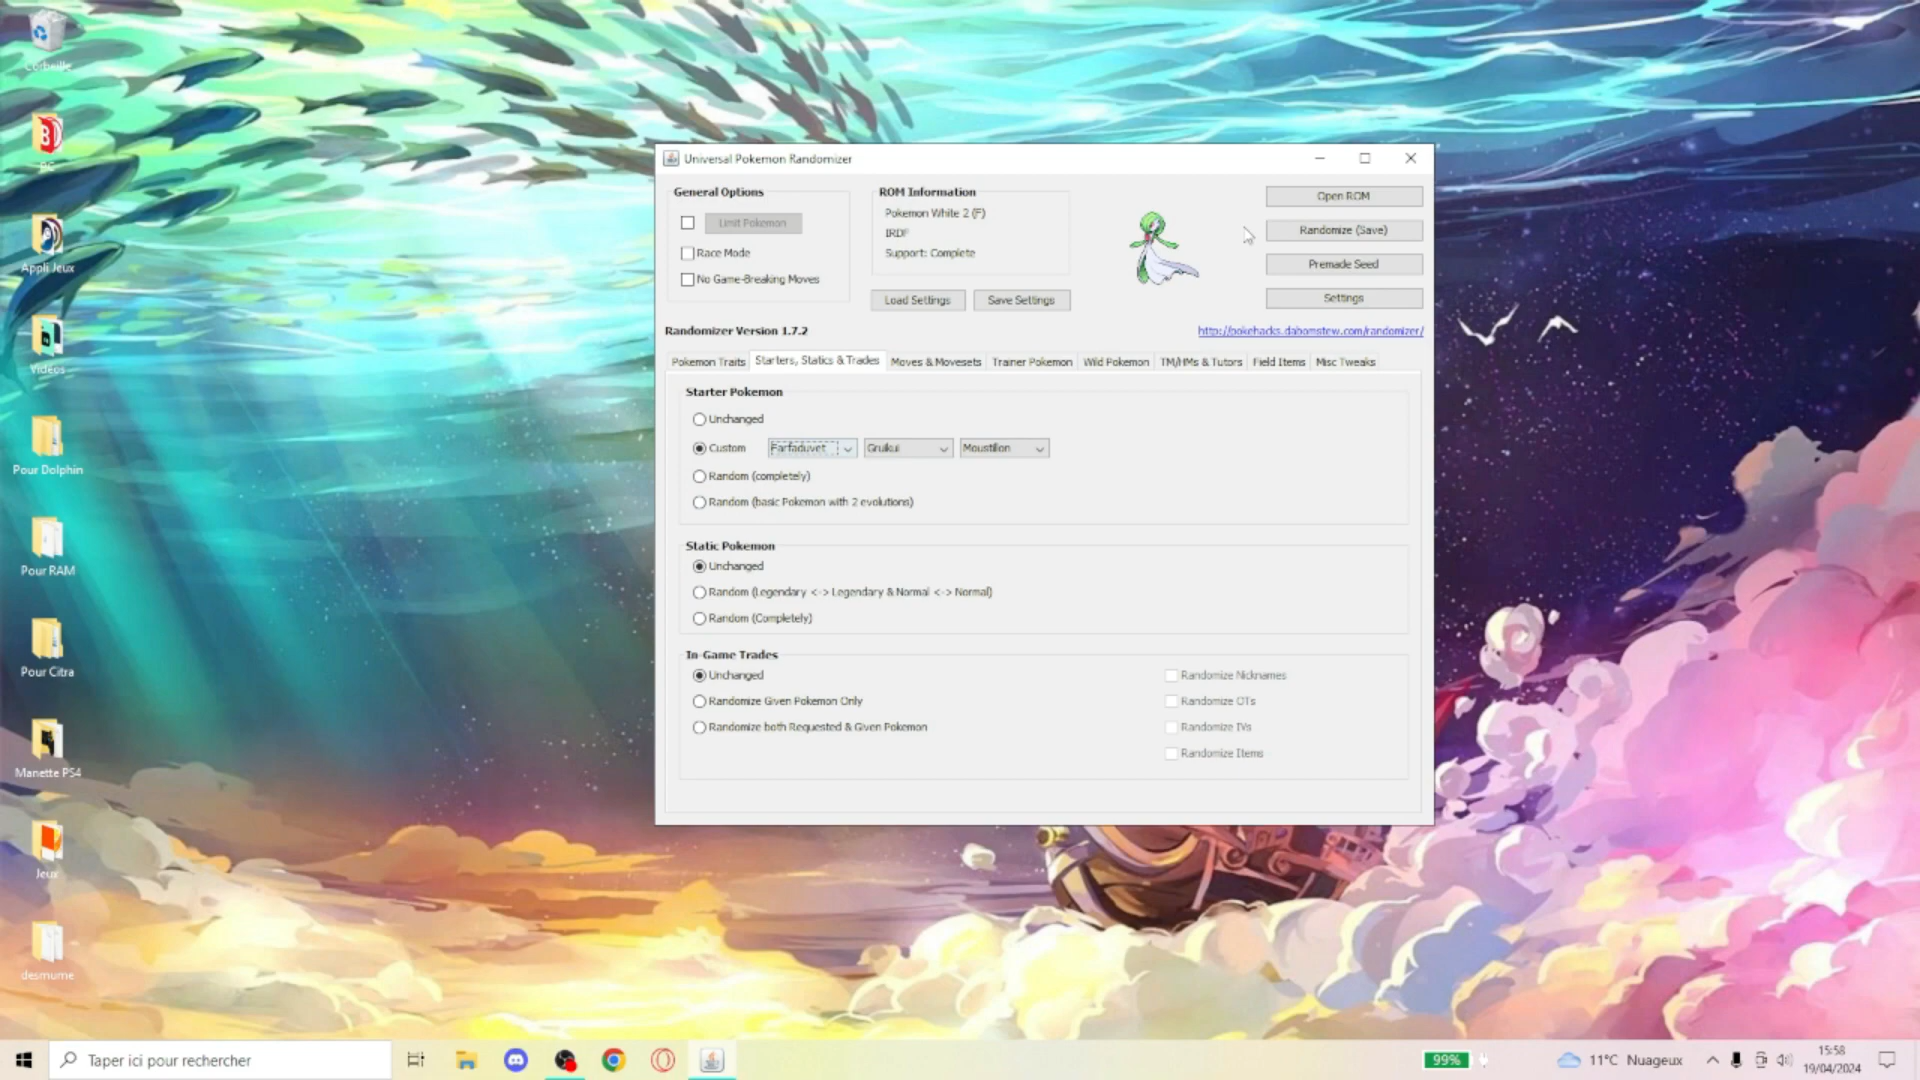 Corbeille
PC
Appli Jeux
Vidéos
Pour Dolphin
Pour RAM
Pour Citra
Manette PS4
Jeux
desmume
Universal Pokemon Randomizer
General Options
Limit Pokemon
Race Mode
No Game-Breaking Moves
ROM Information
Pokemon White 2 (F)
IRDF
Support: Complete
Load Settings
Save Settings
Open ROM
Randomize (Save)
Premade Seed
Settings
Randomizer Version 1.7.2
http://pokehacks.dabomstew.com/randomizer/
Pokemon Traits
Starters, Statics & Trades
Moves & Movesets
Trainer Pokemon
Wild Pokemon
TM/HMs & Tutors
Field Items
Misc Tweaks
Starter Pokemon
Unchanged
Custom
Farfaduvet
Gruikui
Moustillon
Random (completely)
Random (basic Pokemon with 2 evolutions)
Static Pokemon
Unchanged
Random (Legendary <-> Legendary & Normal <-> Normal)
Random (Completely)
In-Game Trades
Unchanged
Randomize Given Pokemon Only
Randomize both Requested & Given Pokemon
Randomize Nicknames
Randomize OTs
Randomize IVs
Randomize Items
Taper ici pour rechercher
99%
11°C Nuageux
15:58
19/04/2024